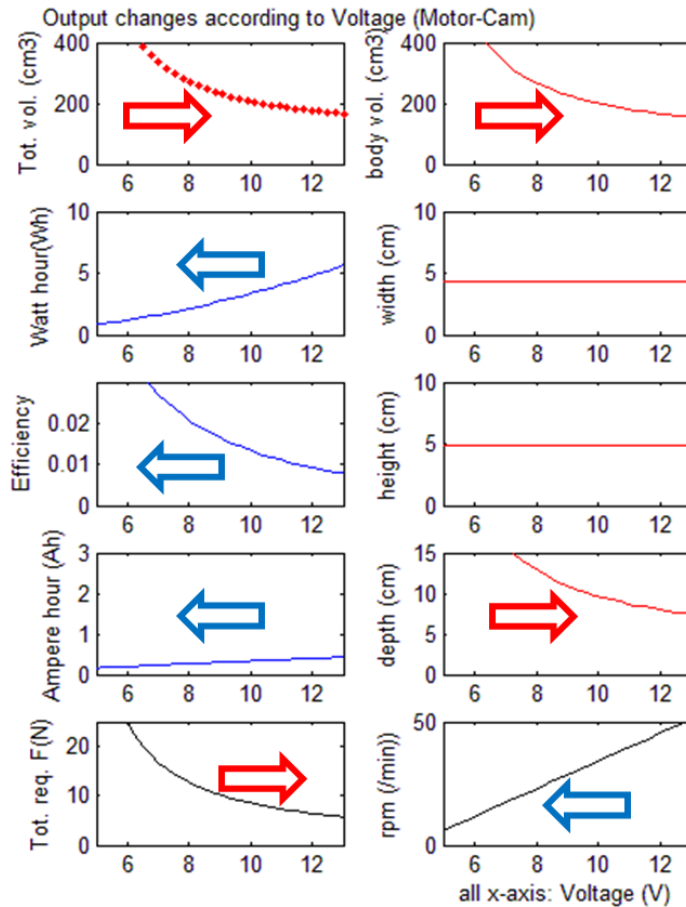 Output changes according to Voltage (Motor-Cam)
Tot. vol. (cm3)
400
200
0
6 8 10 12
body vol. (cm3)
400
200
0
6 8 10 12
Watt hour(Wh)
10
5
0
6 8 10 12
width (cm)
10
5
0
6 8 10 12
Efficiency
0.02
0.01
0
6 8 10 12
height (cm)
10
5
0
6 8 10 12
Ampere hour (Ah)
3
2
1
0
6 8 10 12
depth (cm)
15
10
5
0
6 8 10 12
Tot. req. F(N)
20
10
0
6 8 10 12
rpm (/min))
50
0
6 8 10 12
all x-axis: Voltage (V)